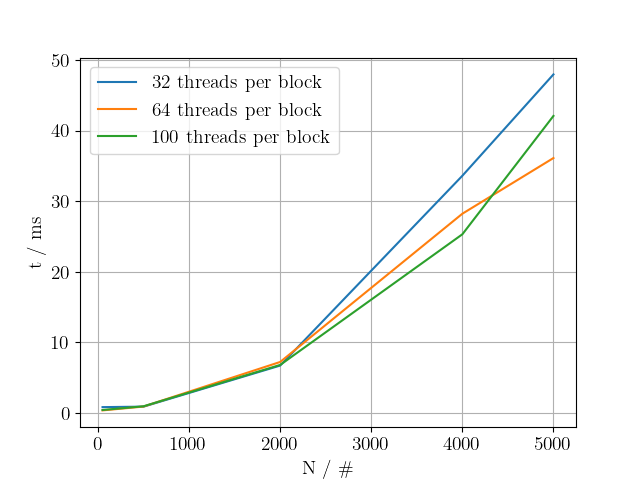 50
40
30
20
10
0
t / ms
32 threads per block
64 threads per block
100 threads per block
0 1000 2000 3000 4000 5000
N / #